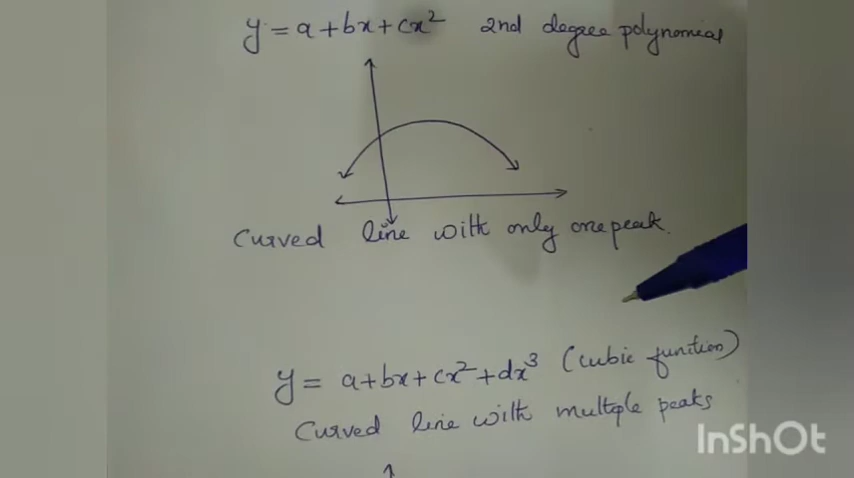 y = a + bx + cx² 2nd degree polynomial
Curved line with only one peak.
y = a + bx + cx² + dx³ (cubic funition)
Curved line with multiple peaks
InShOt